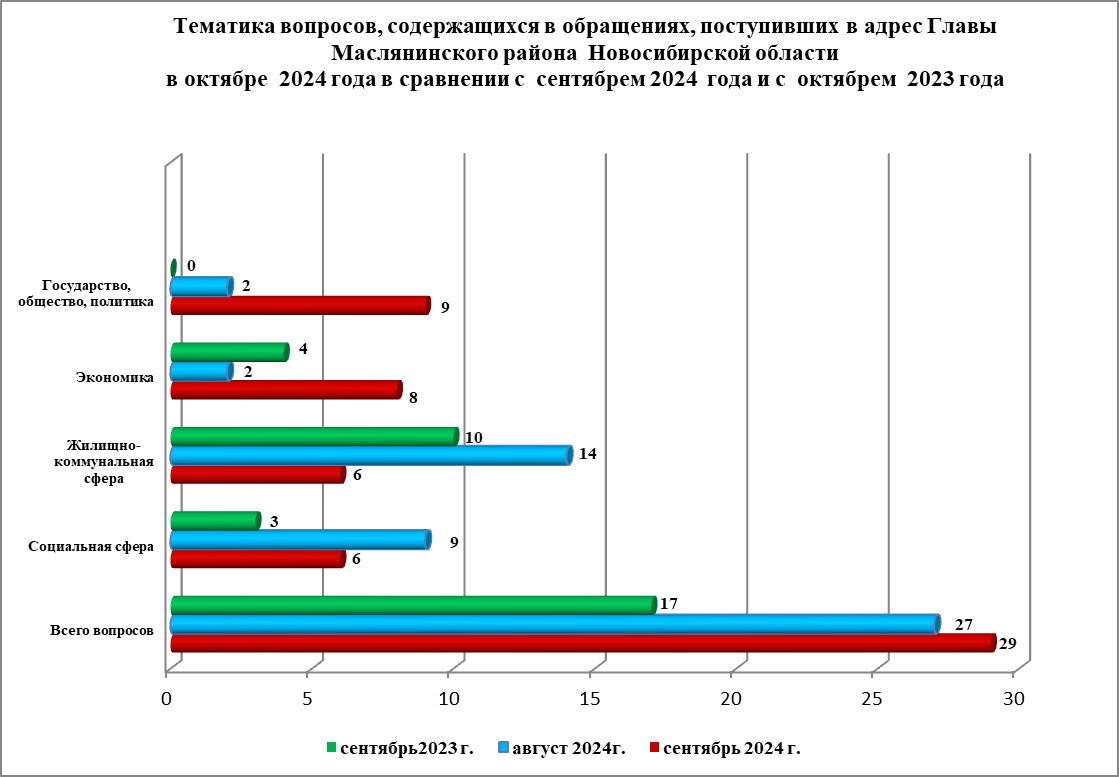 Тематика вопросов, содержащихся в обращениях, поступивших в адрес Главы
Маслянинского района Новосибирской области
в октябре 2024 года в сравнении с сентябрем 2024 года и с октябрем 2023 года
0
Государство,
общество, политика
2
9
4
Экономика
2
8
10
Жилищно-
коммунальная
сфера
14
6
3
Социальная сфера
9
6
17
Всего вопросов
27
29
0 5 10 15 20 25 30
сентябрь2023 г. август 2024г. сентябрь 2024 г.